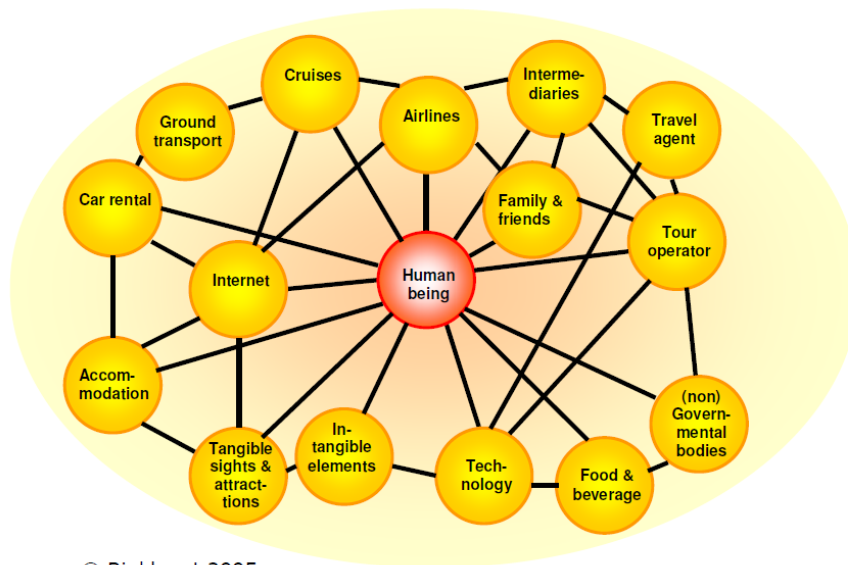 Cruises
Interme-
diaries
Airlines
Ground
transport
Travel
agent
Car rental
Family &
friends
Tour
operator
Internet
Human
being
Accom-
modation
(non)
Govern-
mental
bodies
In-
tangible
elements
Tangible
sights &
attract-
tions
Tech-
nology
Food &
beverage